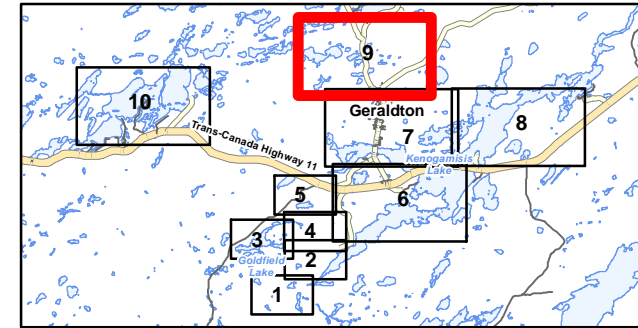 9
10
Geraldton
8
7
Trans-Canada Highway 11
Kenogamisis
Lake
5
6
3
4
Goldfield
Lake
2
1